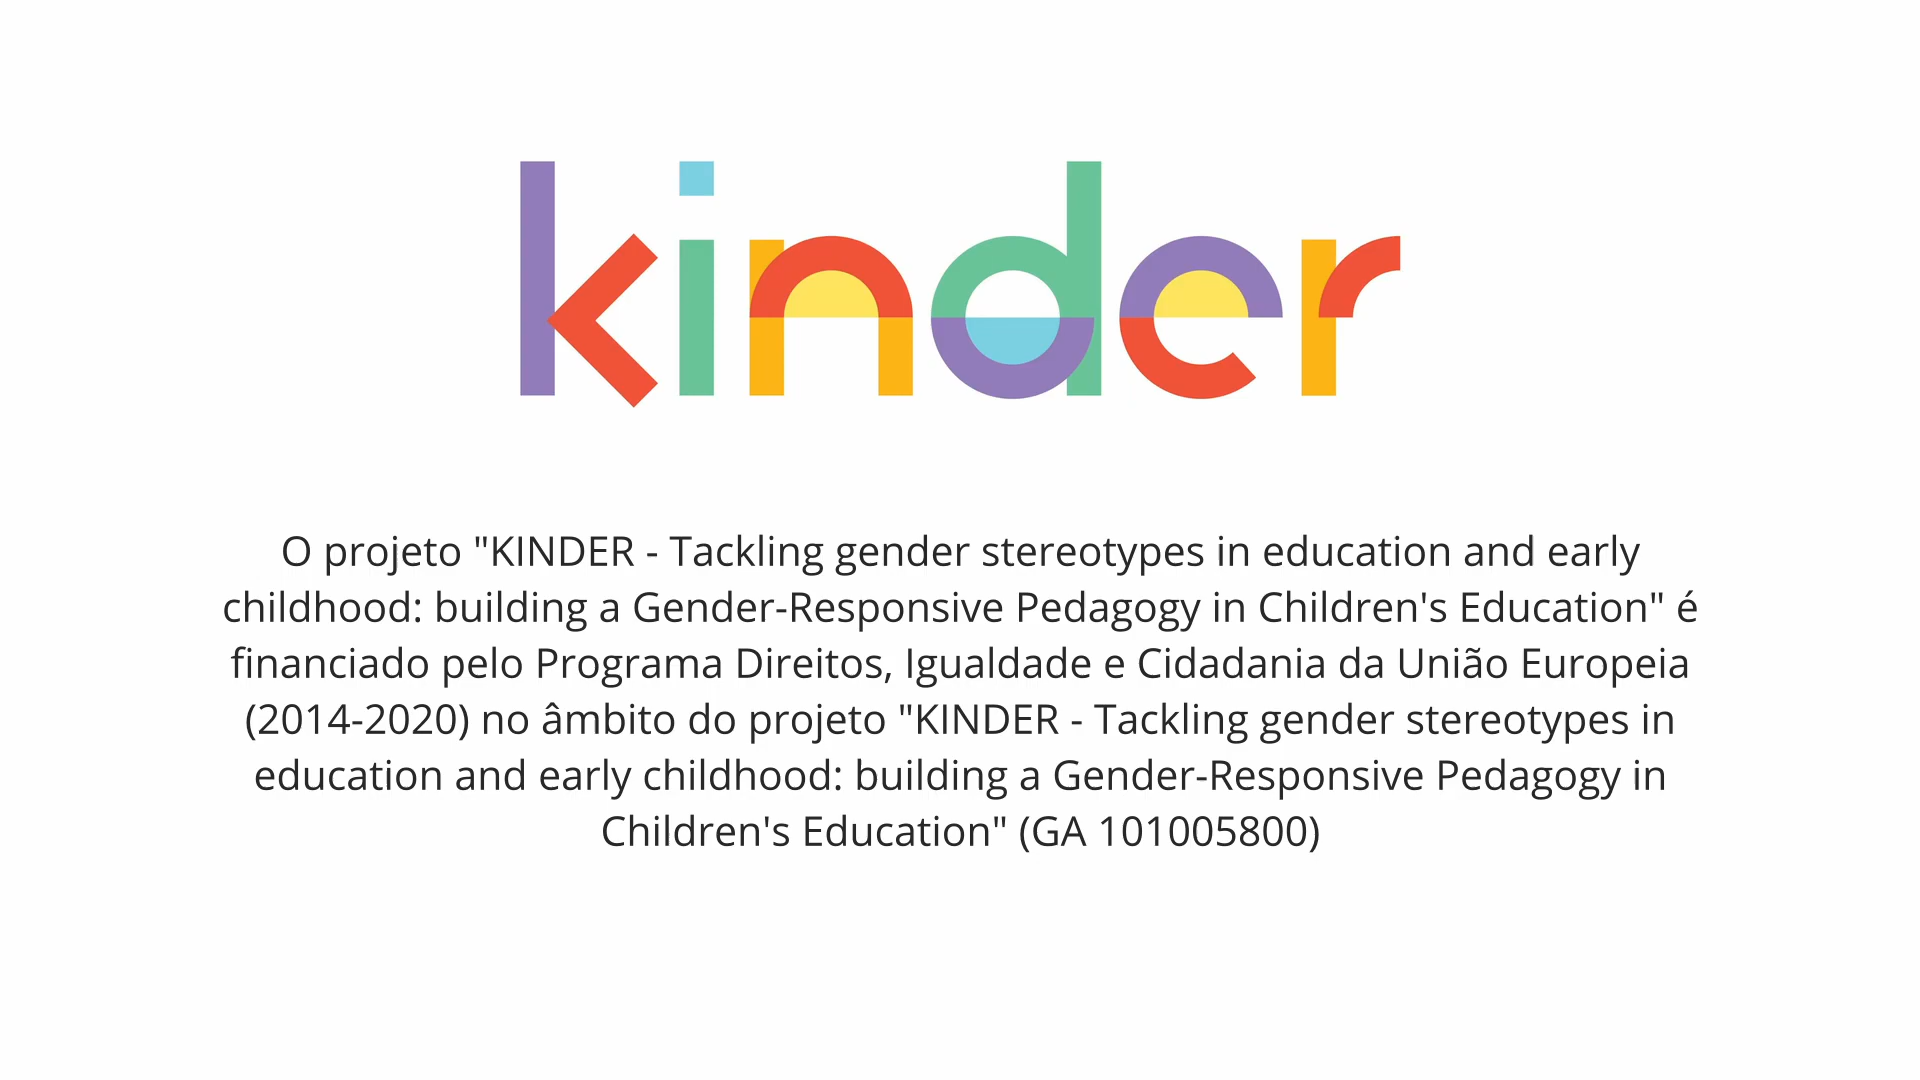 kinder
O projeto "KINDER - Tackling gender stereotypes in education and early
childhood: building a Gender-Responsive Pedagogy in Children's Education" é
financiado pelo Programa Direitos, Igualdade e Cidadania da União Europeia
(2014-2020) no âmbito do projeto "KINDER - Tackling gender stereotypes in
education and early childhood: building a Gender-Responsive Pedagogy in
Children's Education" (GA 101005800)